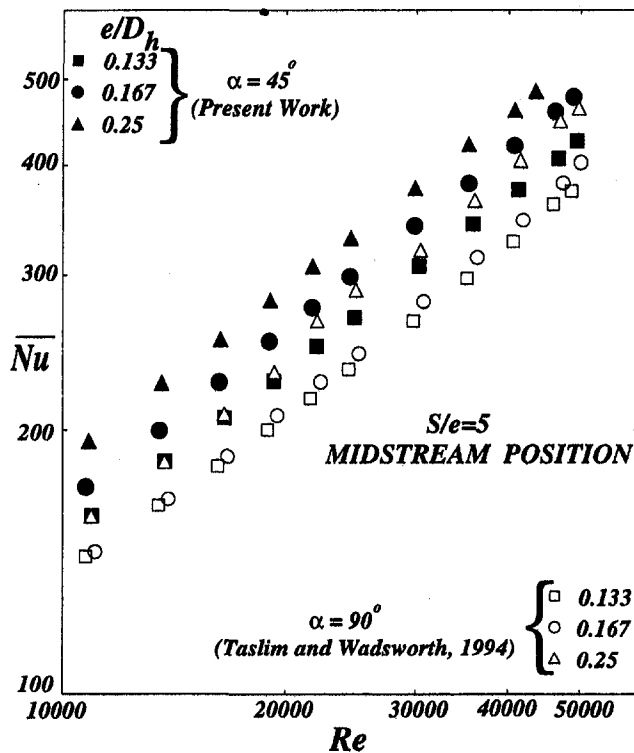 e/D_h
0.133
0.167
0.25
α = 45°
(Present Work)
500
400
300
200
100
Nu
S/e=5
MIDSTREAM POSITION
α = 90°
(Taslim and Wadsworth, 1994)
0.133
0.167
0.25
10000
20000
30000
40000
50000
Re